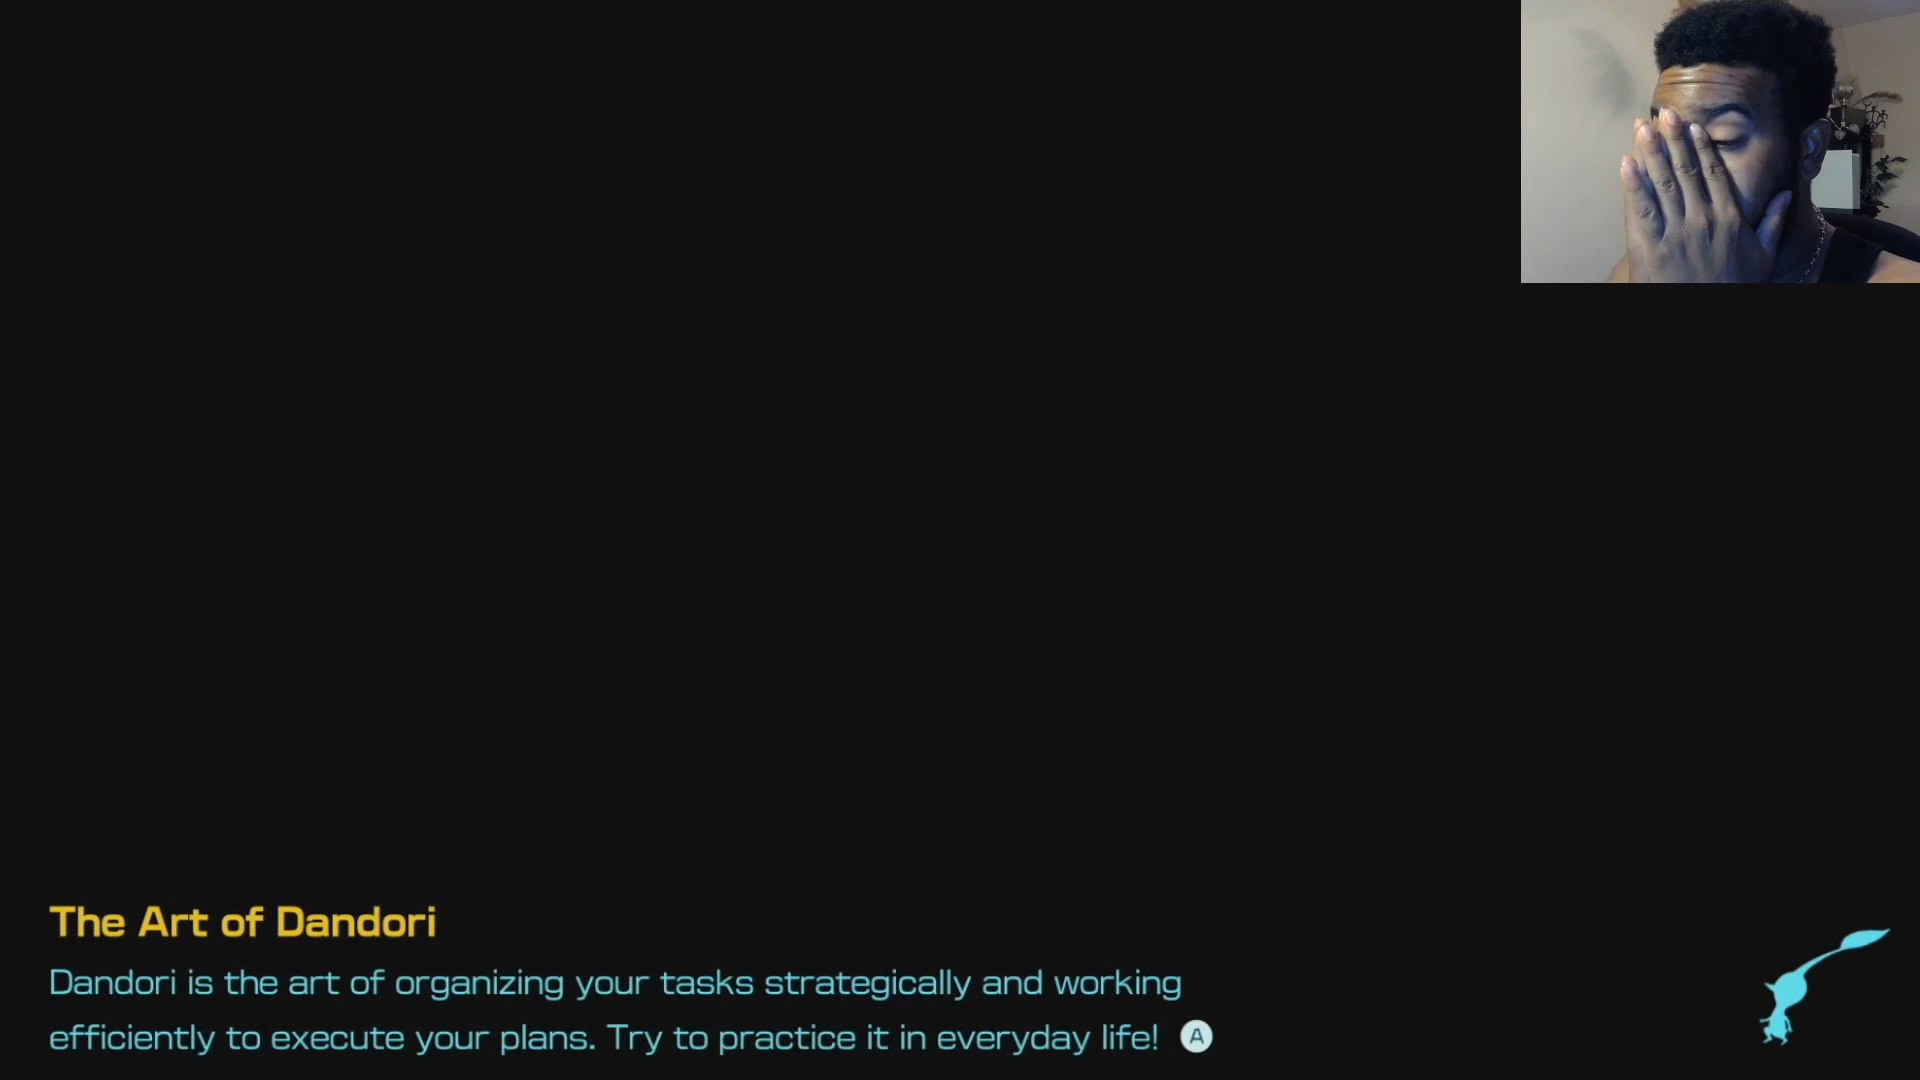 The Art of Dandori
Dandori is the art of organizing your tasks strategically and working
efficiently to execute your plans. Try to practice it in everyday life! A